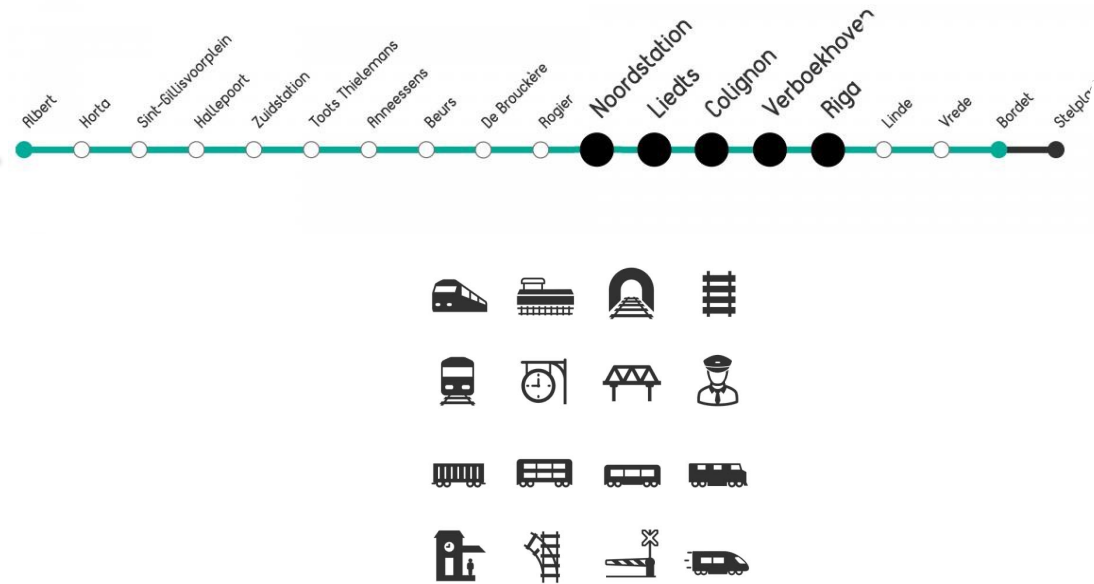 Albert
Horta
Sint-Gillisvoorplein
Hallepoort
Zuidstation
Toots Thielemans
Anneessens
Beurs
De Brouckère
Rogier
Noordstation
Liedts
Colignon
Verboekhoven
Riga
Linde
Vrede
Bordet